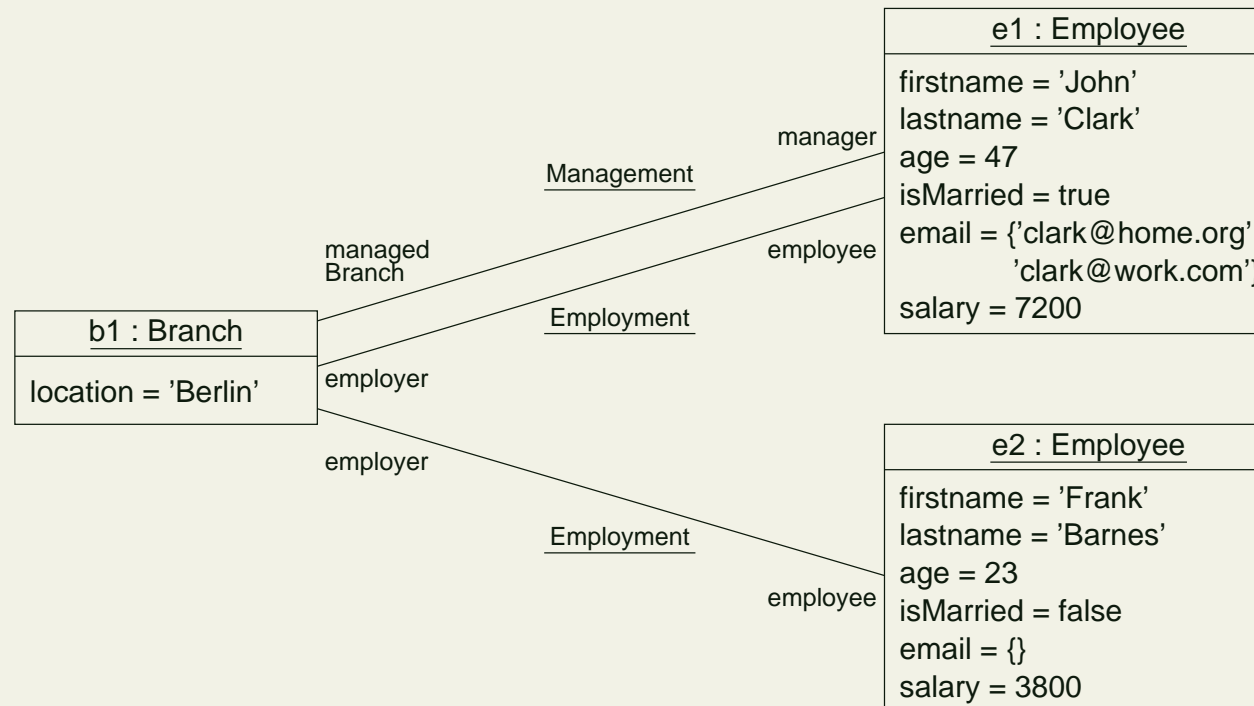 e1 : Employee
firstname = ’John’
lastname = ’Clark’
age = 47
isMarried = true
email = {’clark@home.org’
’clark@work.com’}
salary = 7200
manager
Management
employee
managed
Branch
Employment
b1 : Branch
location = ’Berlin’
employer
employer
Employment
employee
e2 : Employee
firstname = ’Frank’
lastname = ’Barnes’
age = 23
isMarried = false
email = {}
salary = 3800